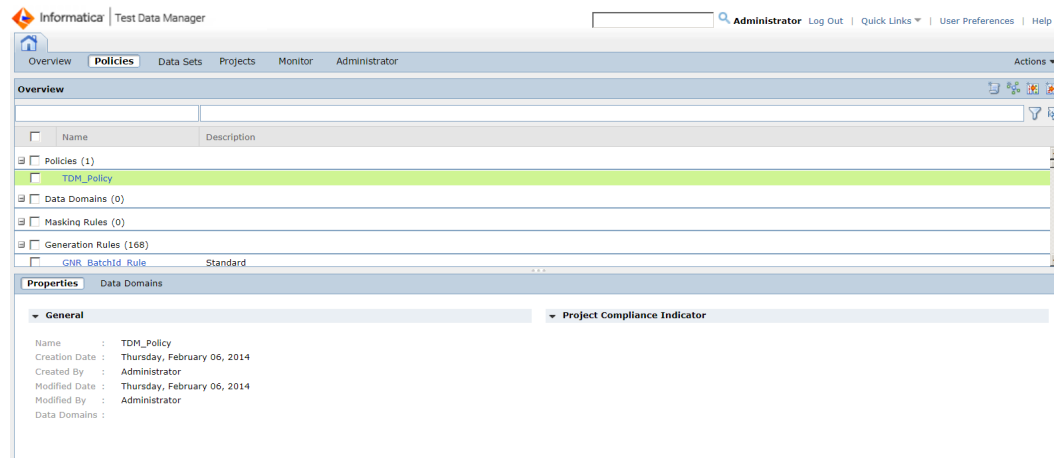 Informatica Test Data Manager
Administrator Log Out | Quick Links | User Preferences | Help
Overview Policies Data Sets Projects Monitor Administrator Actions
Overview
Name Description
Policies (1)
TDM_Policy
Data Domains (0)
Masking Rules (0)
Generation Rules (168)
GNR_BatchId_Rule Standard
Properties Data Domains
General Project Compliance Indicator
Name : TDM_Policy
Creation Date : Thursday, February 06, 2014
Created By : Administrator
Modified Date : Thursday, February 06, 2014
Modified By : Administrator
Data Domains :